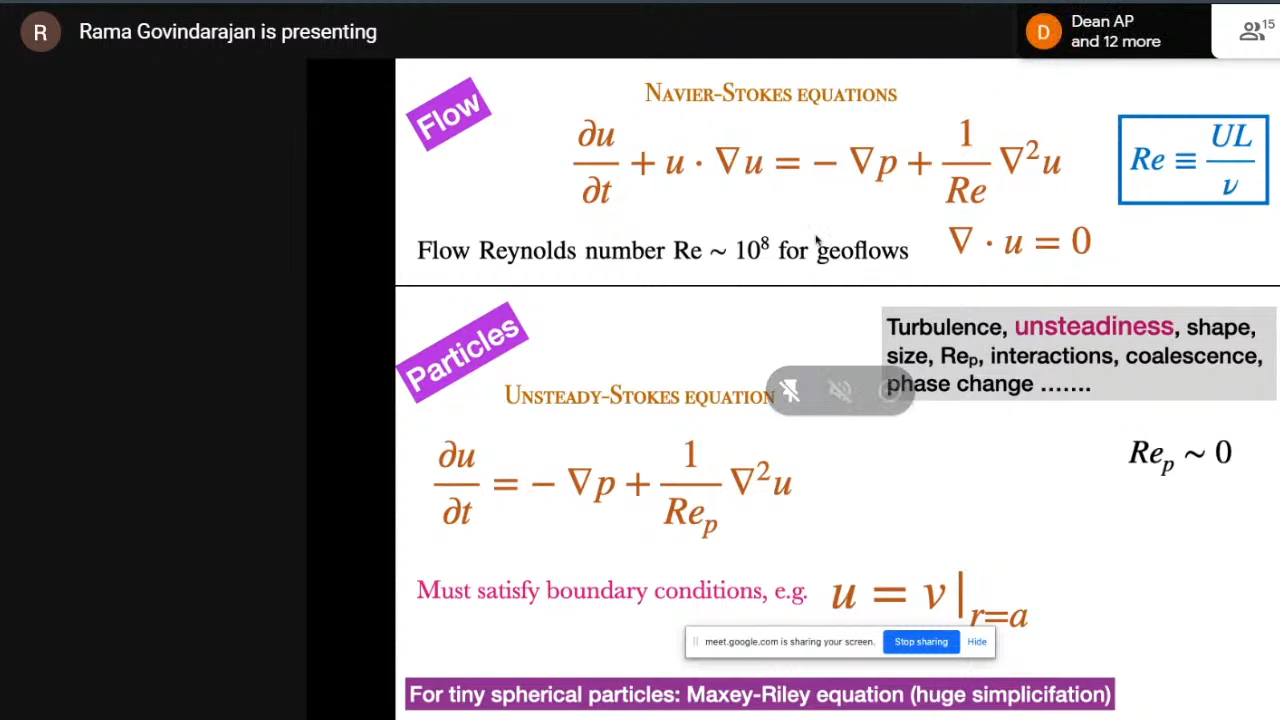 R
Rama Govindarajan is presenting
D
Dean AP
and 12 more
15
Flow
NAVIER-STOKES EQUATIONS
∂u/∂t + u · ∇u = − ∇p + 1/Re ∇²u
Re ≡ UL/ν
Flow Reynolds number Re ~ 10⁸ for geoflows
∇ · u = 0
Particles
Turbulence, unsteadiness, shape,
size, Reₚ, interactions, coalescence,
phase change .......
UNSTEADY-STOKES EQUATION
∂u/∂t = − ∇p + 1/Reₚ ∇²u
Reₚ ~ 0
Must satisfy boundary conditions, e.g.
u = v|r=a
meet.google.com is sharing your screen.
Stop sharing
Hide
For tiny spherical particles: Maxey-Riley equation (huge simplicifation)